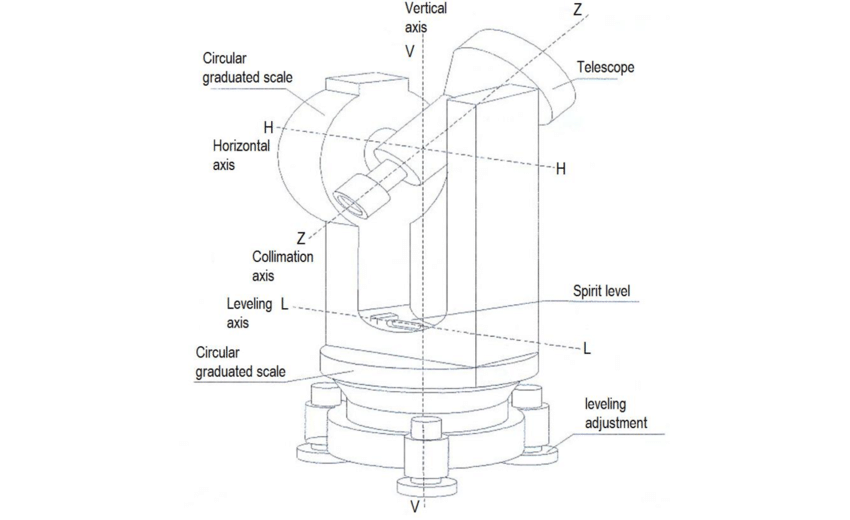 Vertical
axis
V
Z
Circular
graduated scale
Telescope
H
Horizontal
axis
H
Z
Collimation
axis
Leveling L
axis
Spirit level
L
Circular
graduated scale
leveling
adjustment
V